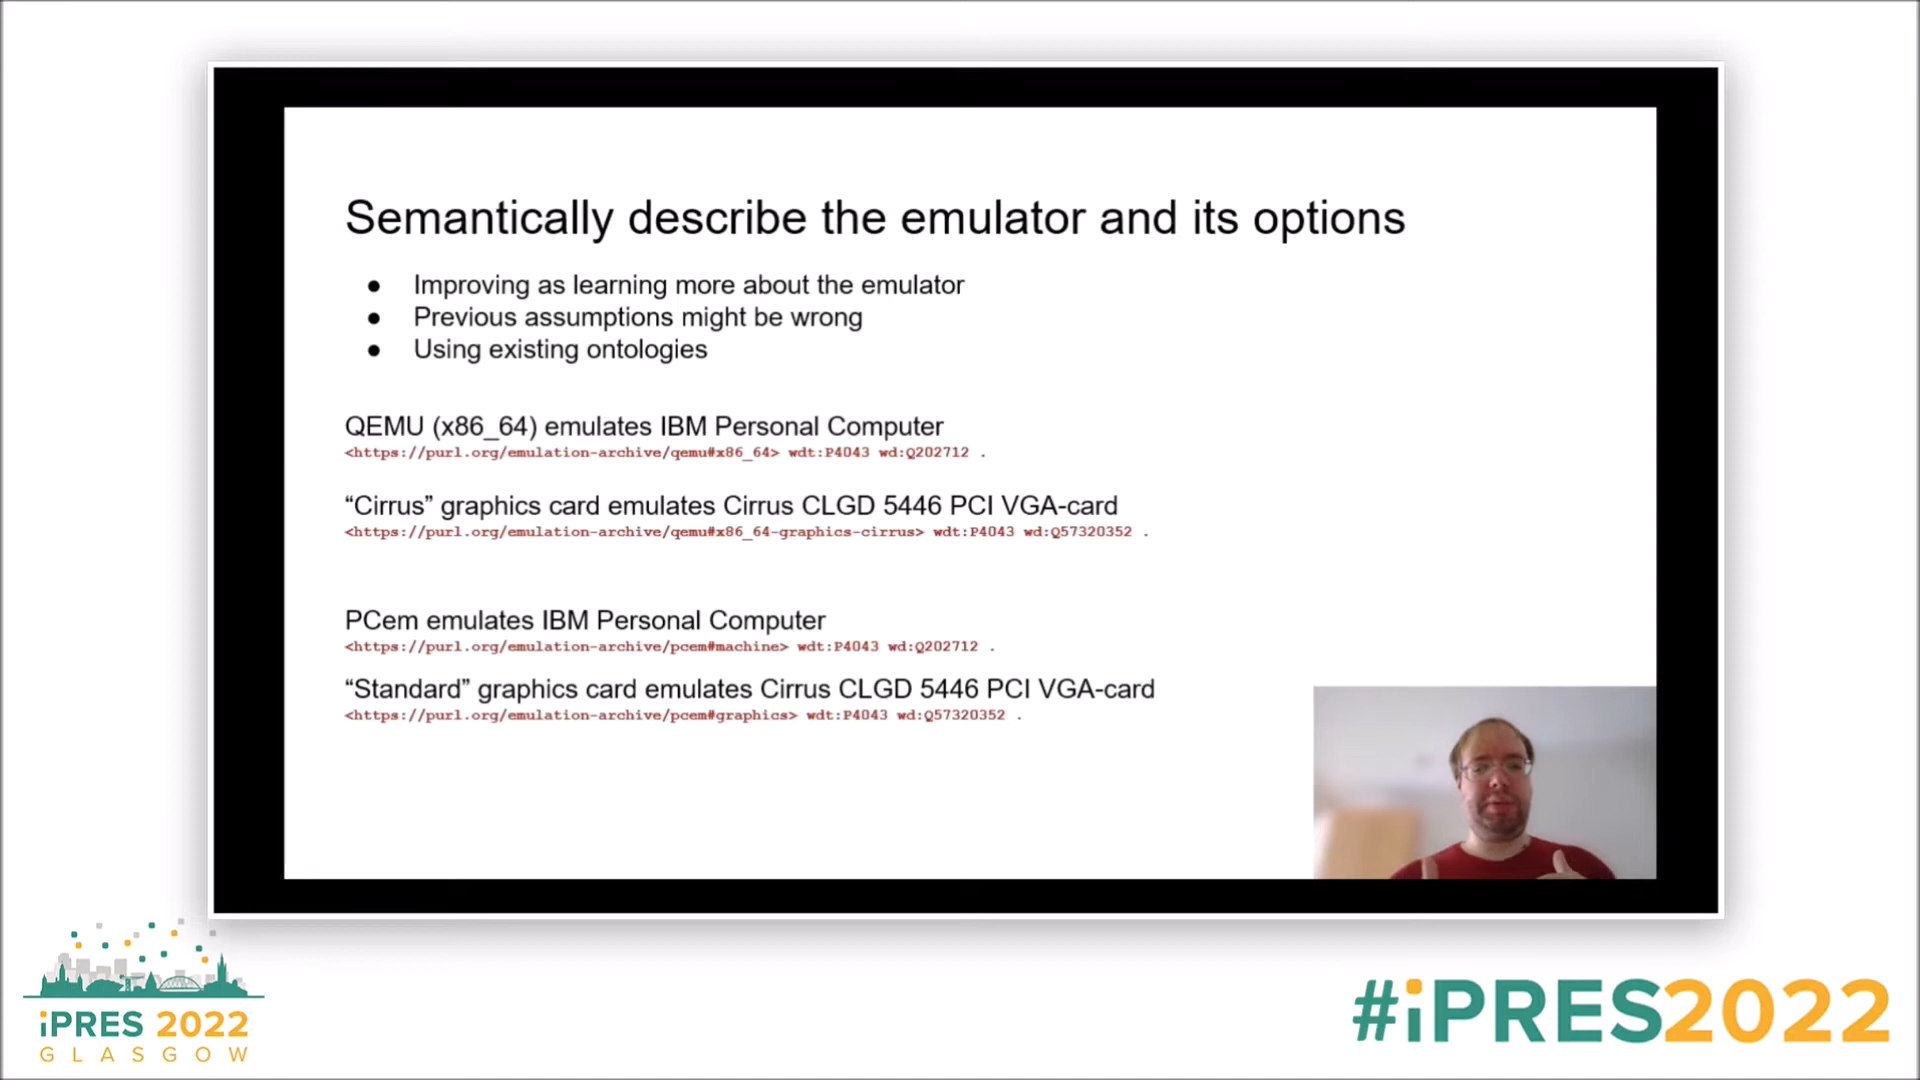 Semantically describe the emulator and its options
● Improving as learning more about the emulator
● Previous assumptions might be wrong
● Using existing ontologies
QEMU (x86_64) emulates IBM Personal Computer
<https://purl.org/emulation-archive/qemu#x86_64> wdt:P4043 wd:Q202712 .
“Cirrus” graphics card emulates Cirrus CLGD 5446 PCI VGA-card
<https://purl.org/emulation-archive/qemu#x86_64-graphics-cirrus> wdt:P4043 wd:Q57320352 .
PCem emulates IBM Personal Computer
<https://purl.org/emulation-archive/pcem#machine> wdt:P4043 wd:Q202712 .
“Standard” graphics card emulates Cirrus CLGD 5446 PCI VGA-card
<https://purl.org/emulation-archive/pcem#graphics> wdt:P4043 wd:Q57320352 .
iPRES 2022
GLASGOW
#iPRES2022